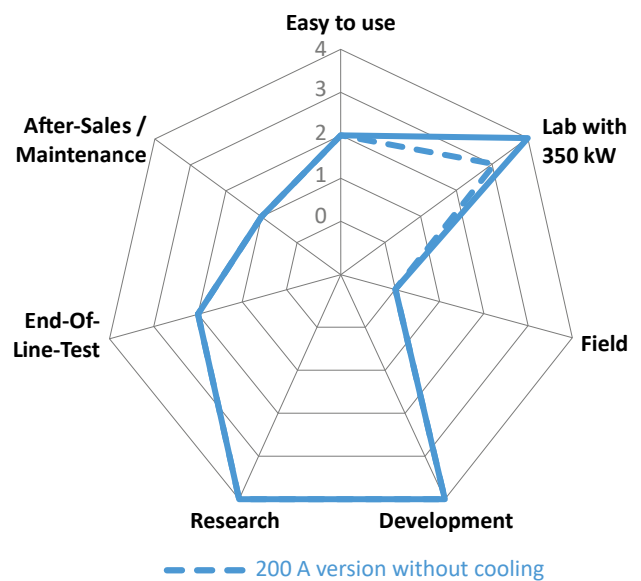 Easy to use
4
3
2
1
0
After-Sales /
Maintenance
Lab with
350 kW
End-Of-
Line-Test
Field
Research
Development
200 A version without cooling